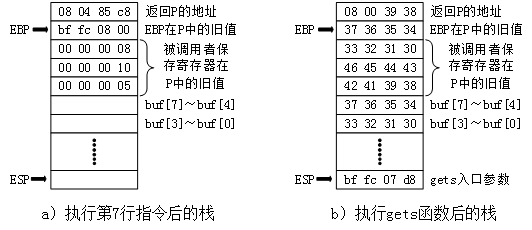 08 04 85 c8 返回P的地址
EBP bf fc 08 00 EBP在P中的旧值
00 00 00 08 被调用者保
00 00 00 10 存寄存器在
00 00 00 05 P中的旧值
buf[7]~buf[4]
buf[3]~buf[0]
ESP
a) 执行第7行指令后的栈
08 00 39 38 返回P的地址
EBP 37 36 35 34 EBP在P中的旧值
33 32 31 30 被调用者保
46 45 44 43 存寄存器在
42 41 39 38 P中的旧值
37 36 35 34 buf[7]~buf[4]
33 32 31 30 buf[3]~buf[0]
ESP bf fc 07 d8 gets入口参数
b) 执行gets函数后的栈